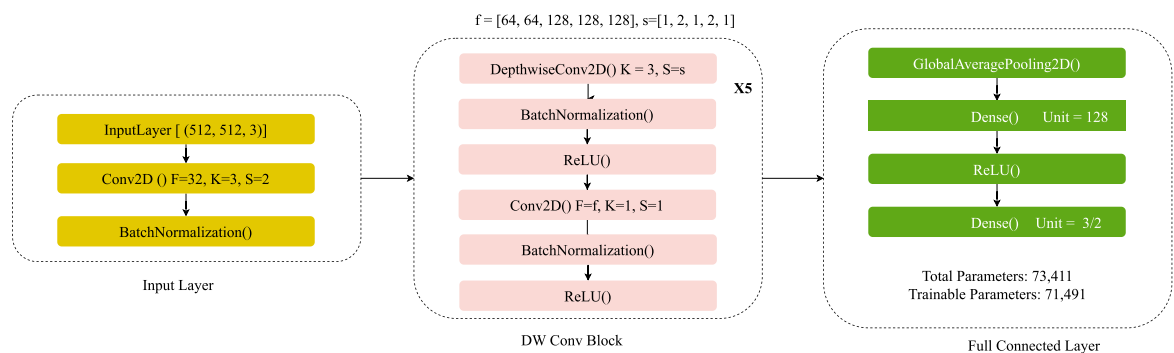 f = [64, 64, 128, 128, 128], s=[1, 2, 1, 2, 1]
InputLayer [ (512, 512, 3)]
Conv2D () F=32, K=3, S=2
BatchNormalization()
Input Layer
DepthwiseConv2D() K = 3, S=s
X5
BatchNormalization()
ReLU()
Conv2D() F=f, K=1, S=1
BatchNormalization()
ReLU()
DW Conv Block
GlobalAveragePooling2D()
Dense() Unit = 128
ReLU()
Dense() Unit = 3/2
Total Parameters: 73,411
Trainable Parameters: 71,491
Full Connected Layer